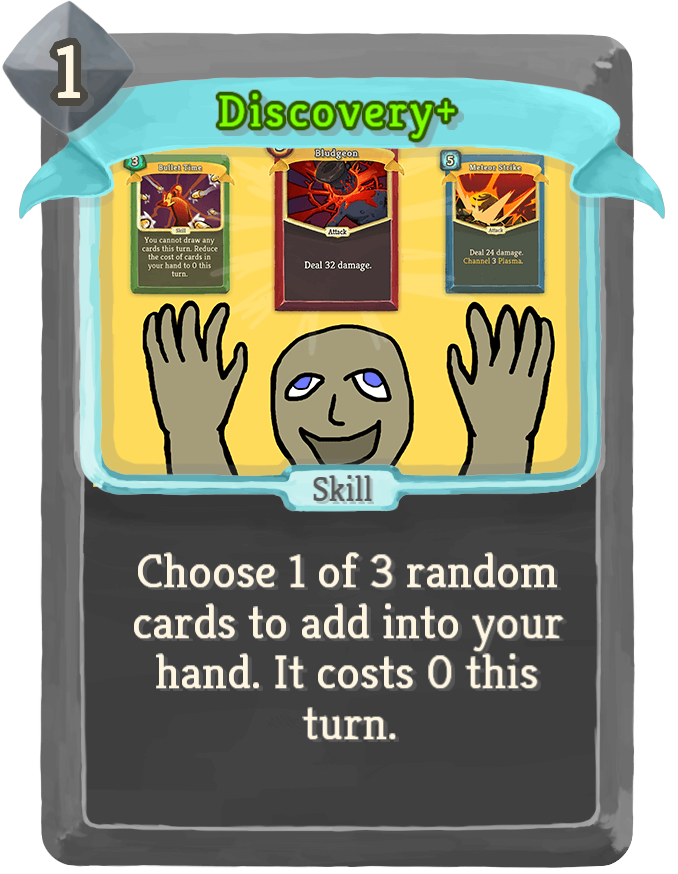 1
Discovery+
3
Bullet Time
Skill
You cannot draw any
cards this turn. Reduce
the cost of cards in
your hand to 0 this
turn.
Bludgeon
Attack
Deal 32 damage.
5
Meteor Strike
Attack
Deal 24 damage.
Channel 3 Plasma.
Skill
Choose 1 of 3 random
cards to add into your
hand. It costs 0 this
turn.